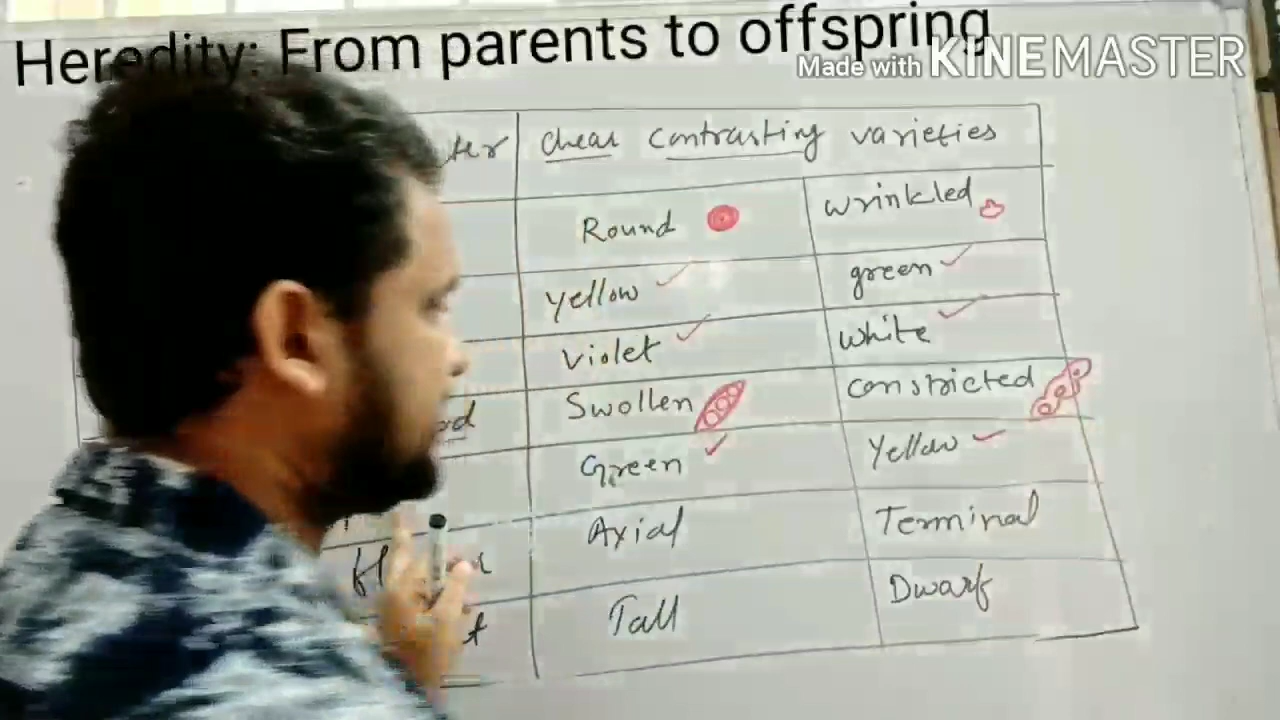 Heredity: From parents to offspring
Made with KINEMASTER
Clear contrasting varieties
Round wrinkled
yellow green
Violet white
Swollen constricted
Green Yellow
Axial Terminal
Tall Dwarf